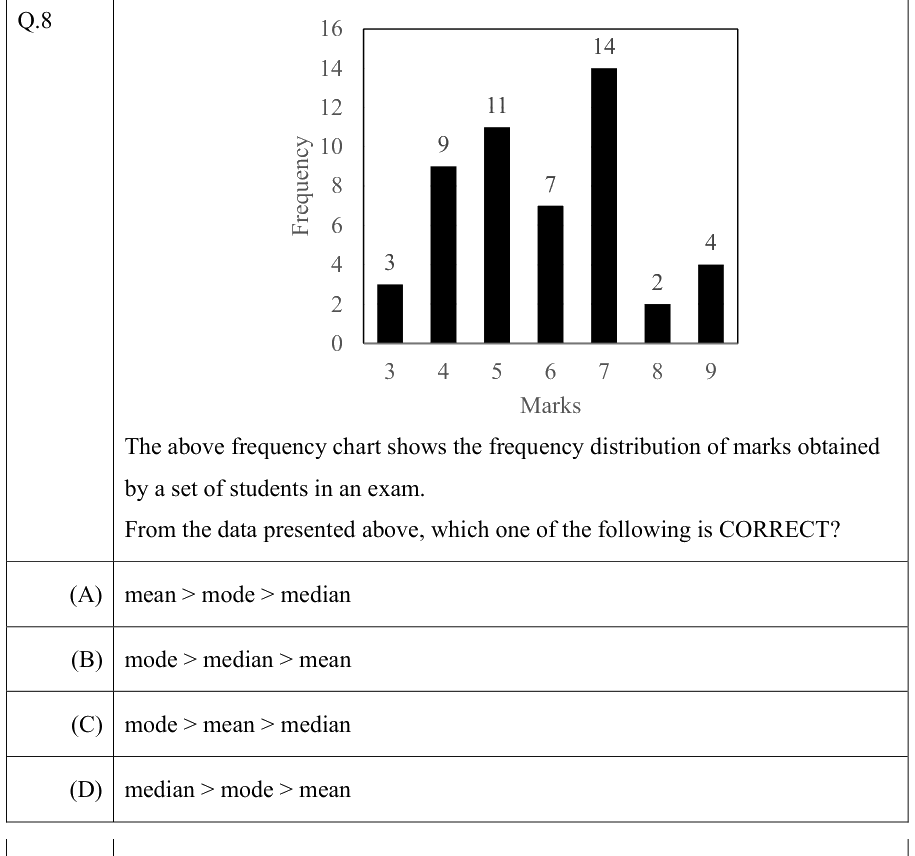 Q.8
16
14
12
10
8
6
4
2
0
Frequency
3
9
11
7
14
2
4
3 4 5 6 7 8 9
Marks
The above frequency chart shows the frequency distribution of marks obtained
by a set of students in an exam.
From the data presented above, which one of the following is CORRECT?
(A) mean > mode > median
(B) mode > median > mean
(C) mode > mean > median
(D) median > mode > mean